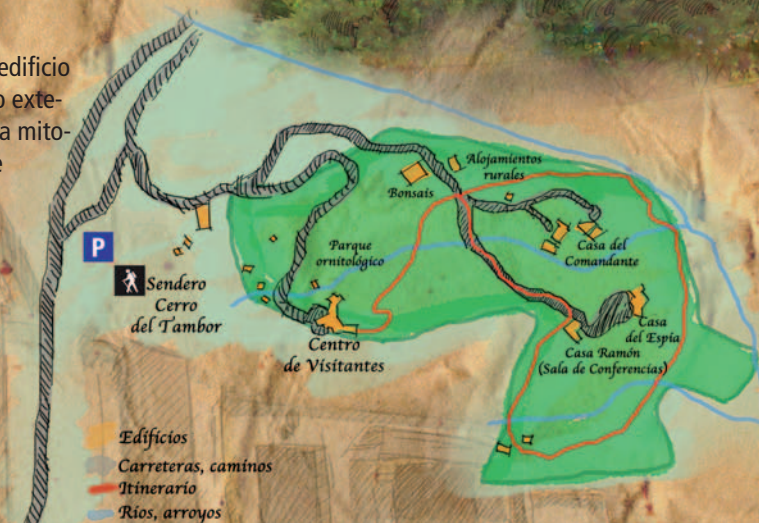 edificio
o exte-
a mito-
e
Alojamientos
rurales
Bonsais
Parque
ornitológico
Casa del
Comandante
P
Sendero
Cerro
del Tambor
Centro
de Visitantes
Casa
del Espía
Casa Ramón
(Sala de Conferencias)
Edificios
Carreteras, caminos
Itinerario
Ríos, arroyos